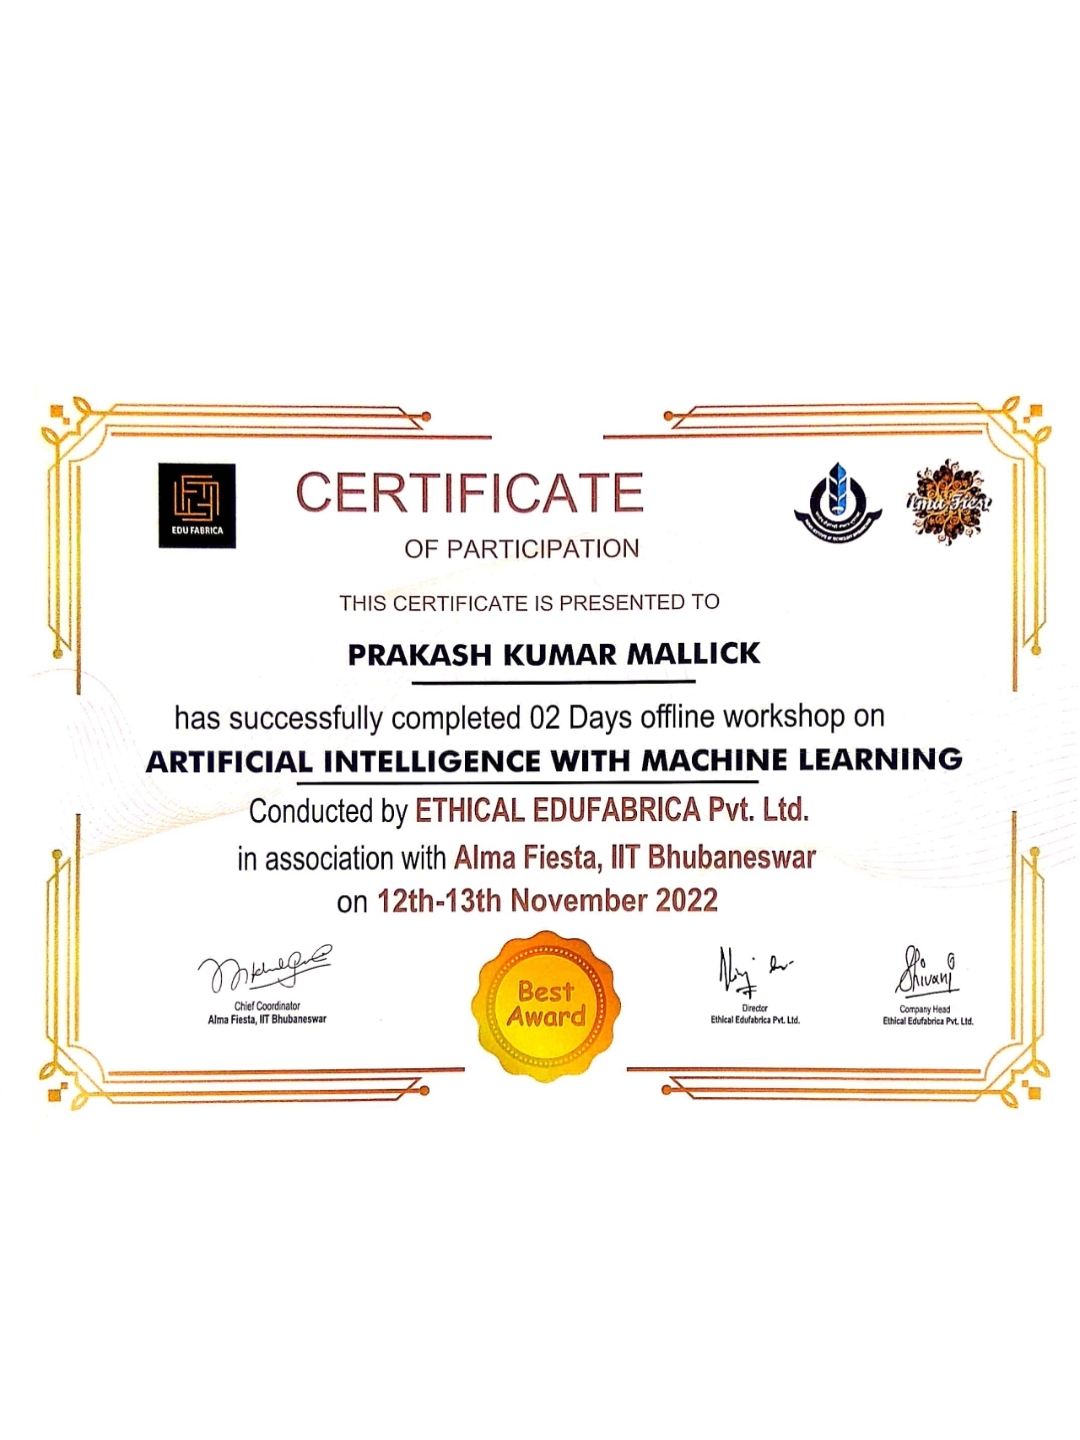 EDU FABRICA
CERTIFICATE
OF PARTICIPATION
THIS CERTIFICATE IS PRESENTED TO
PRAKASH KUMAR MALLICK
has successfully completed 02 Days offline workshop on
ARTIFICIAL INTELLIGENCE WITH MACHINE LEARNING
Conducted by ETHICAL EDUFABRICA Pvt. Ltd.
in association with Alma Fiesta, IIT Bhubaneswar
on 12th-13th November 2022
Chief Coordinator
Alma Fiesta, IIT Bhubaneswar
Best
Award
Director
Ethical Edufabrica Pvt. Ltd.
Shivani
Company Head
Ethical Edufabrica Pvt. Ltd.